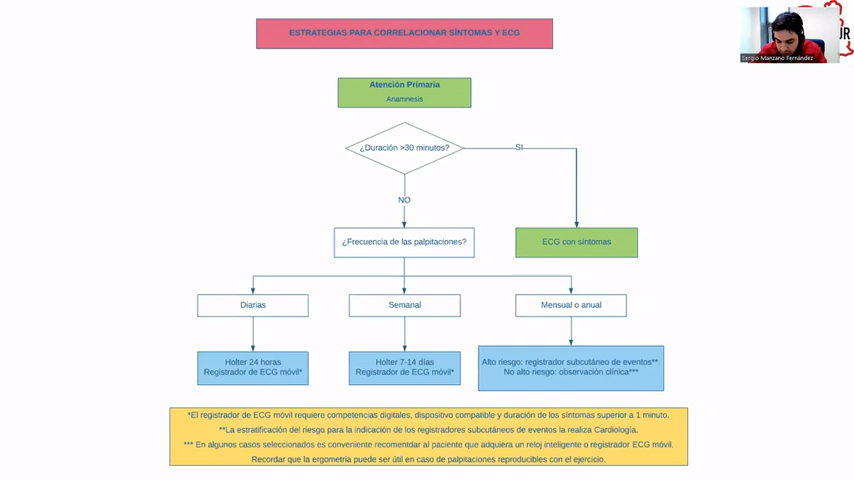 ESTRATEGIAS PARA CORRELACIONAR SÍNTOMAS Y ECG
UR
Sergio Manzano Fernández
Atención Primaria
Anamnesis
¿Duración >30 minutos?
SI
NO
¿Frecuencia de las palpitaciones?
ECG con síntomas
Diarias
Semanal
Mensual o anual
Holter 24 horas
Registrador de ECG móvil*
Holter 7-14 días
Registrador de ECG móvil*
Alto riesgo: registrador subcutáneo de eventos**.
No alto riesgo: observación clínica***
*El registrador de ECG móvil requiere competencias digitales, dispositivo compatible y duración de los síntomas superior a 1 minuto.
**La estratificación del riesgo para la indicación de los registradores subcutáneos de eventos la realiza Cardiología.
*** En algunos casos seleccionados es conveniente recomentdar al paciente que adquiera un reloj inteligente o registrador ECG móvil.
Recordar que la ergometria puede ser útil en caso de palpitaciones reproducibles con el ejercicio.